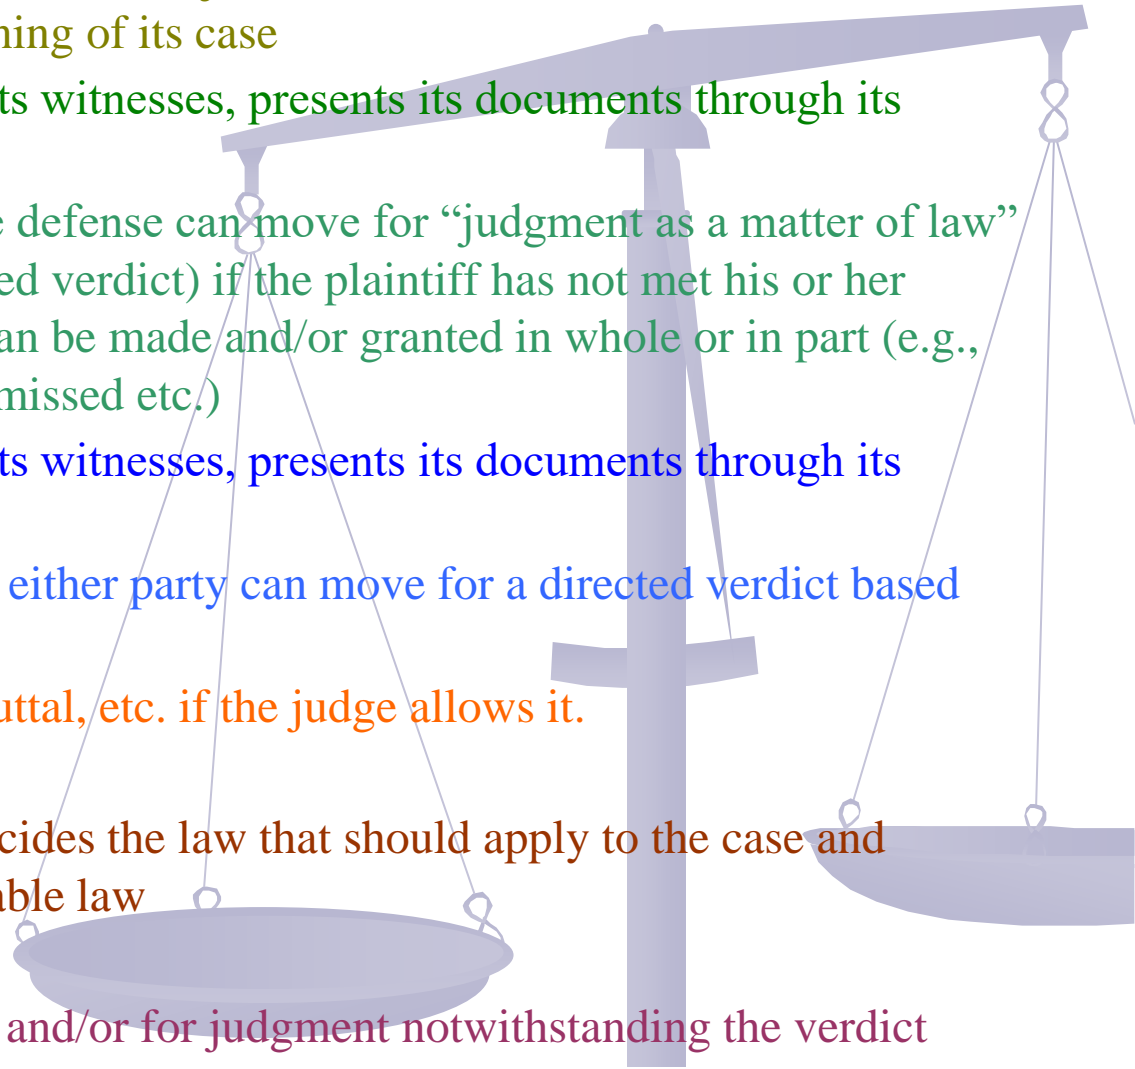 ning of its case
ts witnesses, presents its documents through its
e defense can move for “judgment as a matter of law”
ed verdict) if the plaintiff has not met his or her
an be made and/or granted in whole or in part (e.g.,
missed etc.)
ts witnesses, presents its documents through its
either party can move for a directed verdict based
uttal, etc. if the judge allows it.
cides the law that should apply to the case and
able law
and/or for judgment notwithstanding the verdict